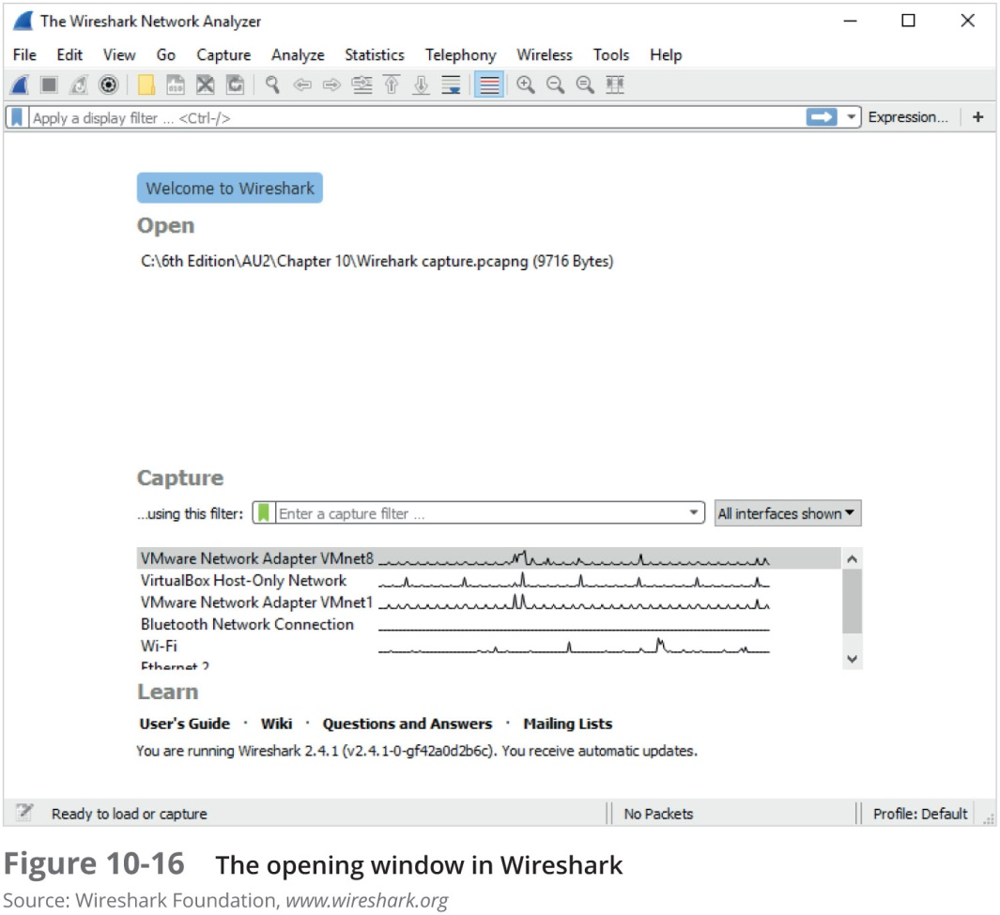 The Wireshark Network Analyzer
File Edit View Go Capture Analyze Statistics Telephony Wireless Tools Help
Apply a display filter ... <Ctrl-/> Expression... +
Welcome to Wireshark
Open
C:\6th Edition\AU2\Chapter 10\Wirehark capture.pcapng (9716 Bytes)
Capture
...using this filter: Enter a capture filter ... All interfaces shown
VMware Network Adapter VMnet8
VirtualBox Host-Only Network
VMware Network Adapter VMnet1
Bluetooth Network Connection
Wi-Fi
Ethernet 2
Learn
User's Guide · Wiki · Questions and Answers · Mailing Lists
You are running Wireshark 2.4.1 (v2.4.1-0-gf42a0d2b6c). You receive automatic updates.
Ready to load or capture No Packets Profile: Default
Figure 10-16 The opening window in Wireshark
Source: Wireshark Foundation, www.wireshark.org